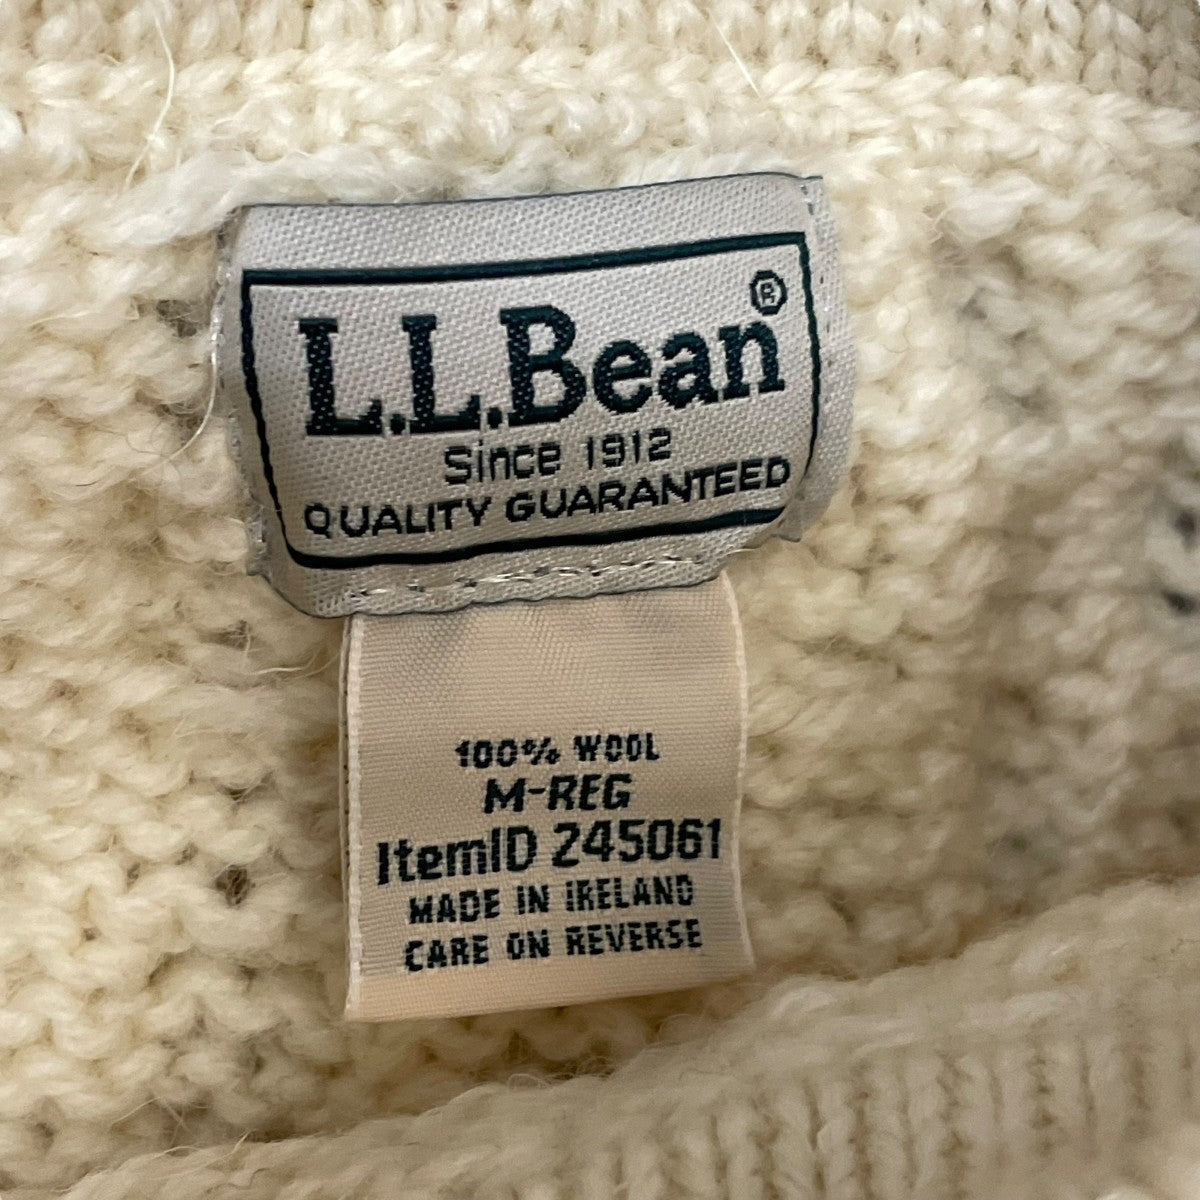 L.L.Bean®
Since 1912
QUALITY GUARANTEED
100% WOOL
M-REG
ItemID 245061
MADE IN IRELAND
CARE ON REVERSE